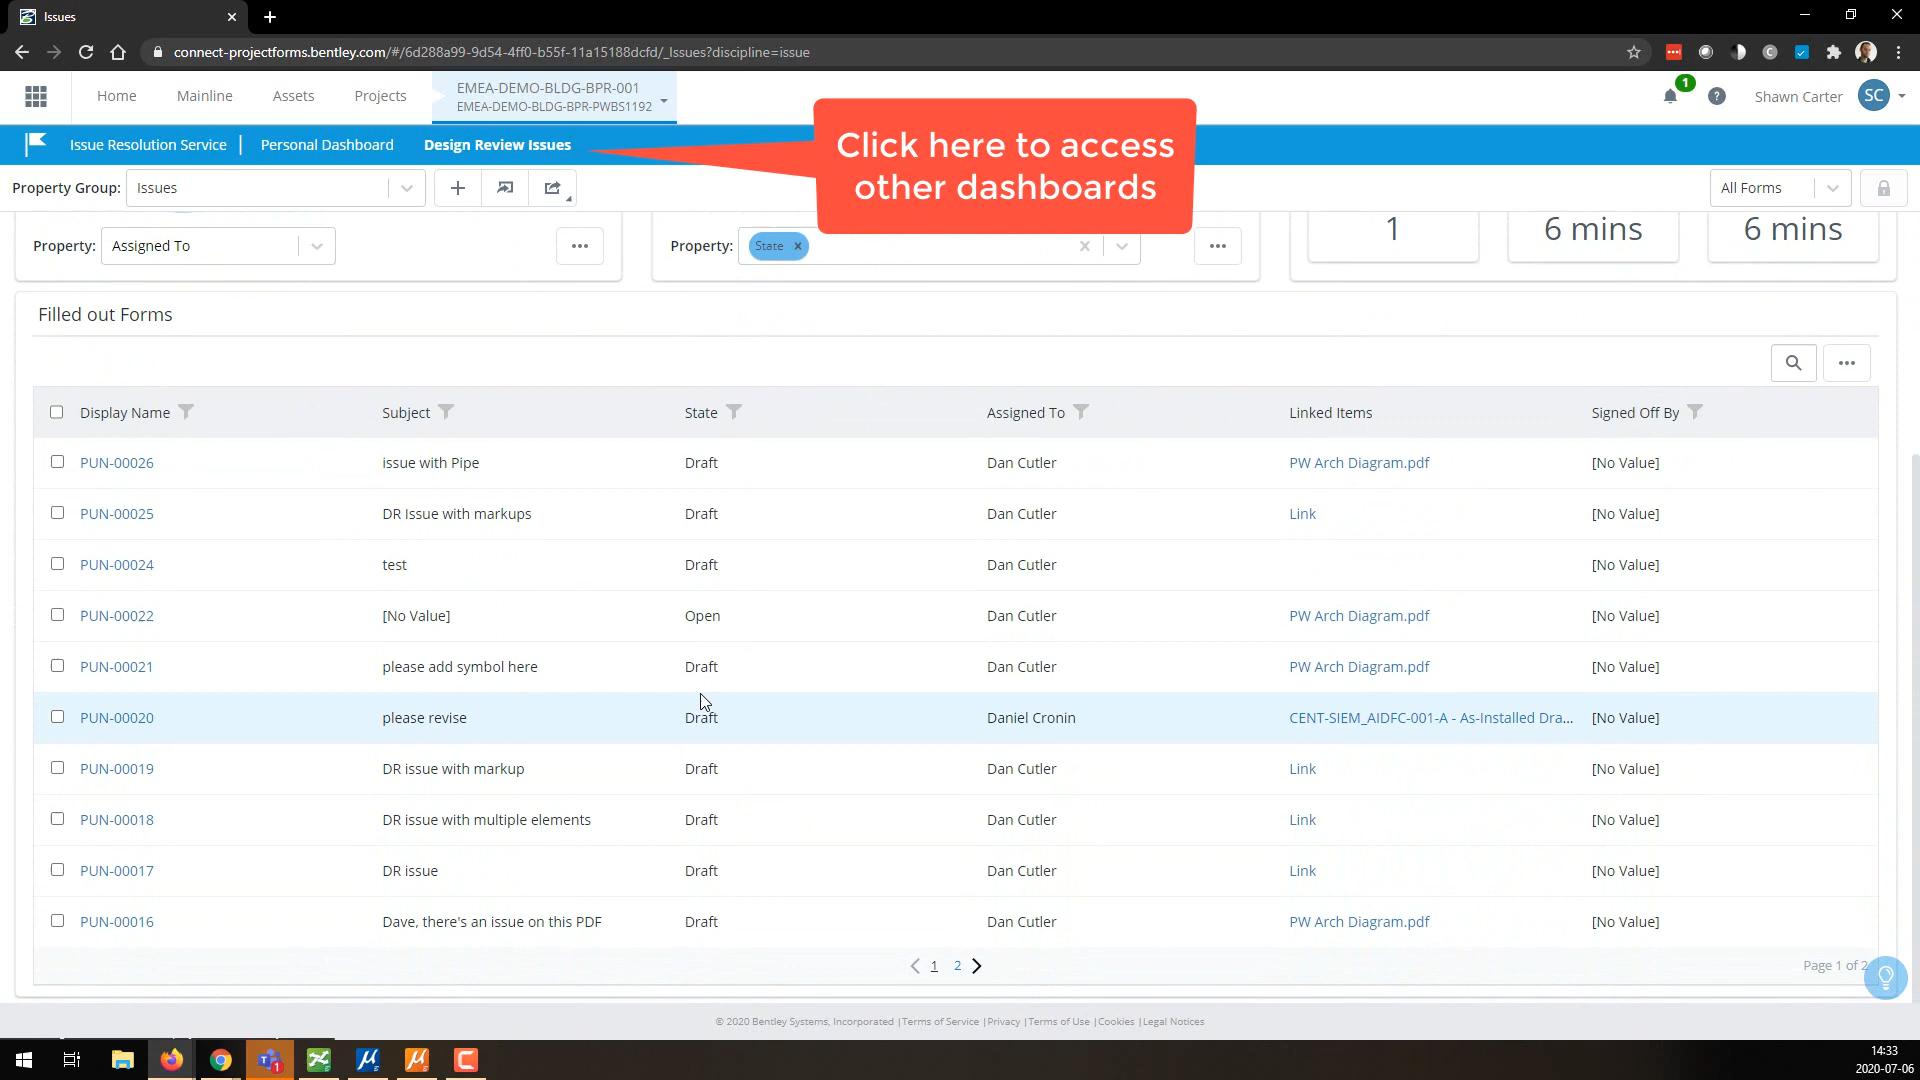 Issues
connect-projectforms.bentley.com/#/6d288a99-9d54-4ff0-b55f-11a15188dcfd/_Issues?discipline=issue
Home Mainline Assets Projects
EMEA-DEMO-BLDG-BPR-001
EMEA-DEMO-BLDG-BPR-PWBS1192
1
Shawn Carter SC
Issue Resolution Service | Personal Dashboard Design Review Issues
Click here to access
other dashboards
Property Group: Issues All Forms
Property: Assigned To Property: State 1 6 mins 6 mins
Filled out Forms
Display Name Subject State Assigned To Linked Items Signed Off By
PUN-00026 issue with Pipe Draft Dan Cutler PW Arch Diagram.pdf [No Value]
PUN-00025 DR Issue with markups Draft Dan Cutler Link [No Value]
PUN-00024 test Draft Dan Cutler [No Value]
PUN-00022 [No Value] Open Dan Cutler PW Arch Diagram.pdf [No Value]
PUN-00021 please add symbol here Draft Dan Cutler PW Arch Diagram.pdf [No Value]
PUN-00020 please revise Draft Daniel Cronin CENT-SIEM_AIDFC-001-A - As-Installed Dra... [No Value]
PUN-00019 DR issue with markup Draft Dan Cutler Link [No Value]
PUN-00018 DR issue with multiple elements Draft Dan Cutler Link [No Value]
PUN-00017 DR issue Draft Dan Cutler Link [No Value]
PUN-00016 Dave, there's an issue on this PDF Draft Dan Cutler PW Arch Diagram.pdf [No Value]
1 2 Page 1 of 2
© 2020 Bentley Systems, Incorporated |Terms of Service |Privacy |Terms of Use |Cookies |Legal Notices
14:33
2020-07-06